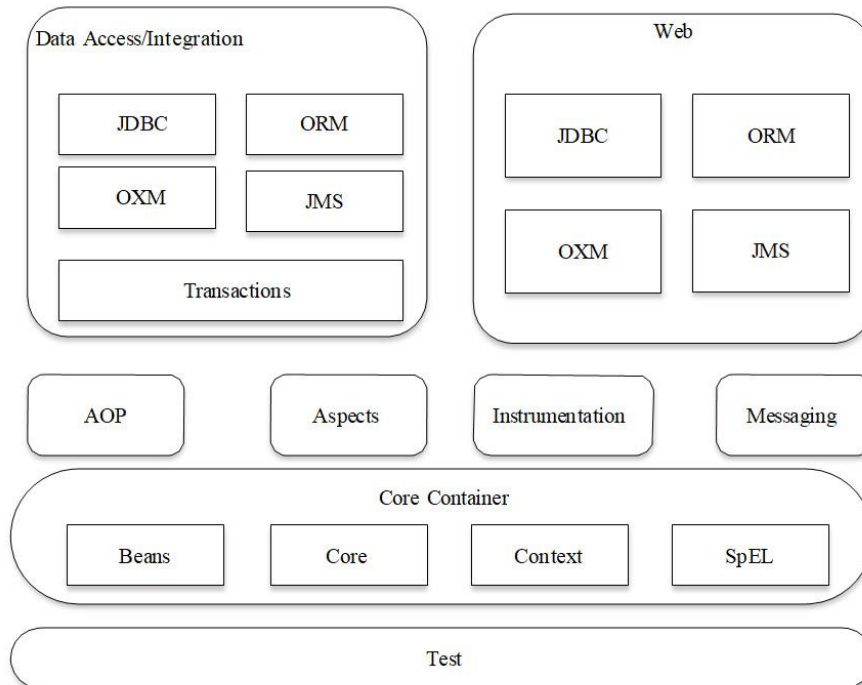 Data Access/Integration
JDBC
ORM
OXM
JMS
Transactions
Web
JDBC
ORM
OXM
JMS
AOP
Aspects
Instrumentation
Messaging
Core Container
Beans
Core
Context
SpEL
Test